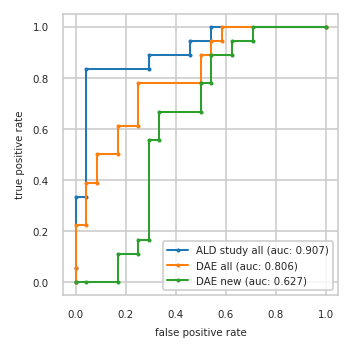 true positive rate
1.0
0.8
0.6
0.4
0.2
0.0
ALD study all (auc: 0.907)
DAE all (auc: 0.806)
DAE new (auc: 0.627)
0.0 0.2 0.4 0.6 0.8 1.0
false positive rate